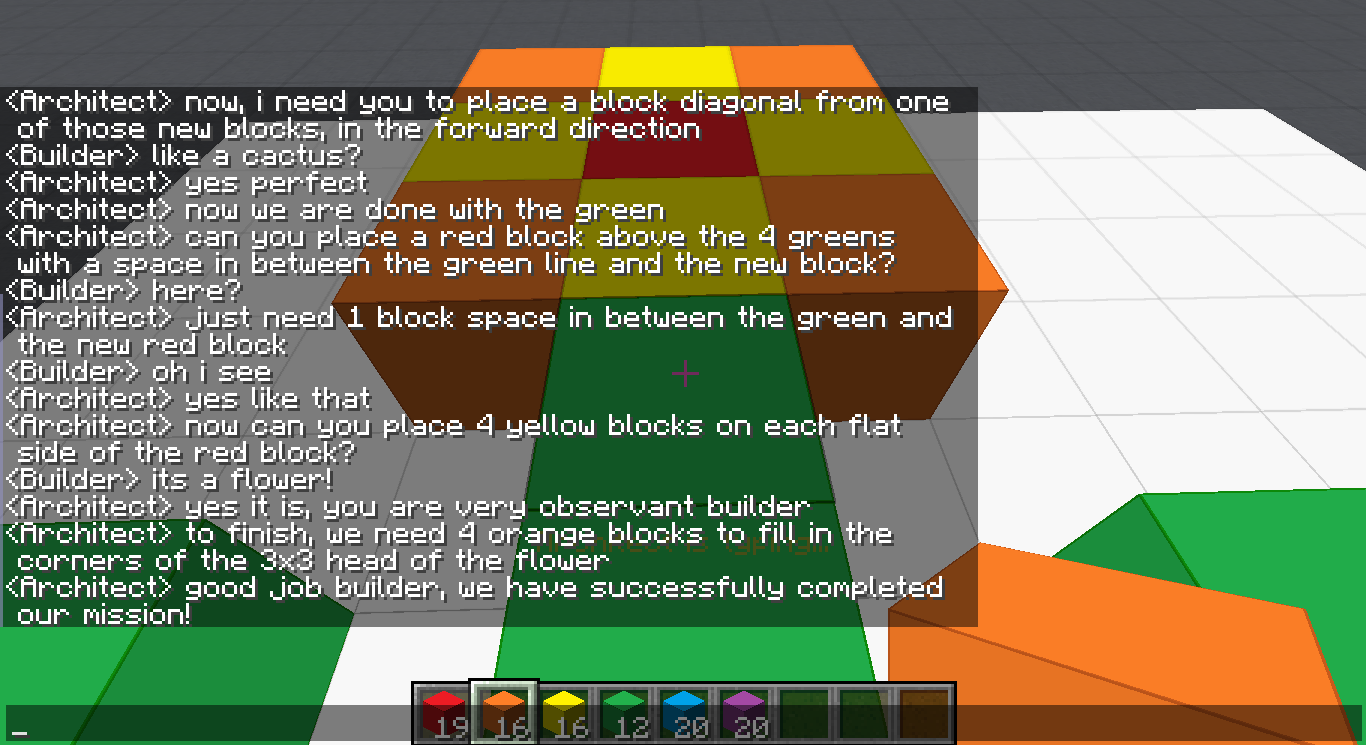 <Architect> now, i need you to place a block diagonal from one
of those new blocks, in the forward direction
<Builder> like a cactus?
<Architect> yes perfect
<Architect> now we are done with the green
<Architect> can you place a red block above the 4 greens
with a space in between the green line and the new block?
<Builder> here?
<Architect> just need 1 block space in between the green and
the new red block
<Builder> oh i see
<Architect> yes like that
<Architect> now can you place 4 yellow blocks on each flat
side of the red block?
<Builder> its a flower!
<Architect> yes it is, you are very observant builder
Architect is typing...
<Architect> to finish, we need 4 orange blocks to fill in the
corners of the 3x3 head of the flower
<Architect> good job builder, we have successfully completed
our mission!
19 16 16 12 20 20
_